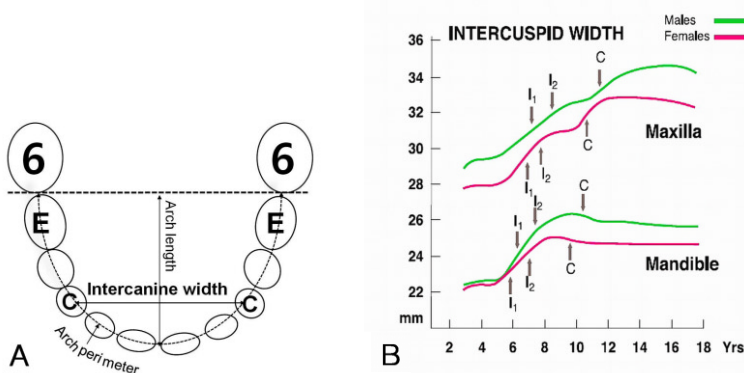 6 6
E E
Arch length
Intercanine width
C C
Arch perimeter
A
INTERCUSPID WIDTH
Males
Females
36
34
32
30
28
26
24
22
mm
C
I2
I1
Maxilla
C
I2
I1
C
I2
I1
Mandible
C
I2
I1
2 4 6 8 10 12 14 16 18 Yrs
B